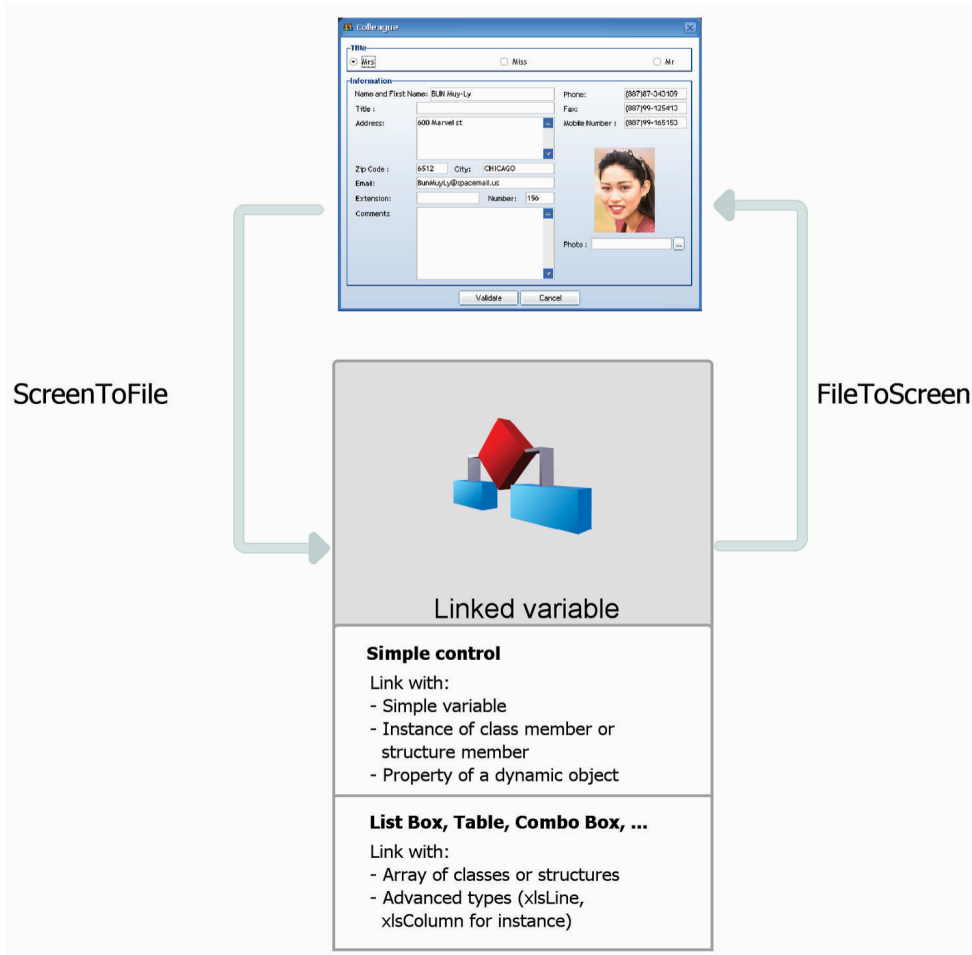 Colleague
Title
Mrs Miss Mr
Information
Name and First Name: BUN Muy-Ly Phone: (887)87-343109
Title : Fax: (887)99-125413
Address: 600 Marvel st Mobile Number : (887)99-165153
Zip Code : 6512 City: CHICAGO
Email: BunMuyLy@spacemail.us
Extension: Number: 156
Comments
Photo : ...
Validate Cancel
ScreenToFile
FileToScreen
Linked variable
Simple control
Link with:
- Simple variable
- Instance of class member or
structure member
- Property of a dynamic object
List Box, Table, Combo Box, ...
Link with:
- Array of classes or structures
- Advanced types (xlsLine,
xlsColumn for instance)